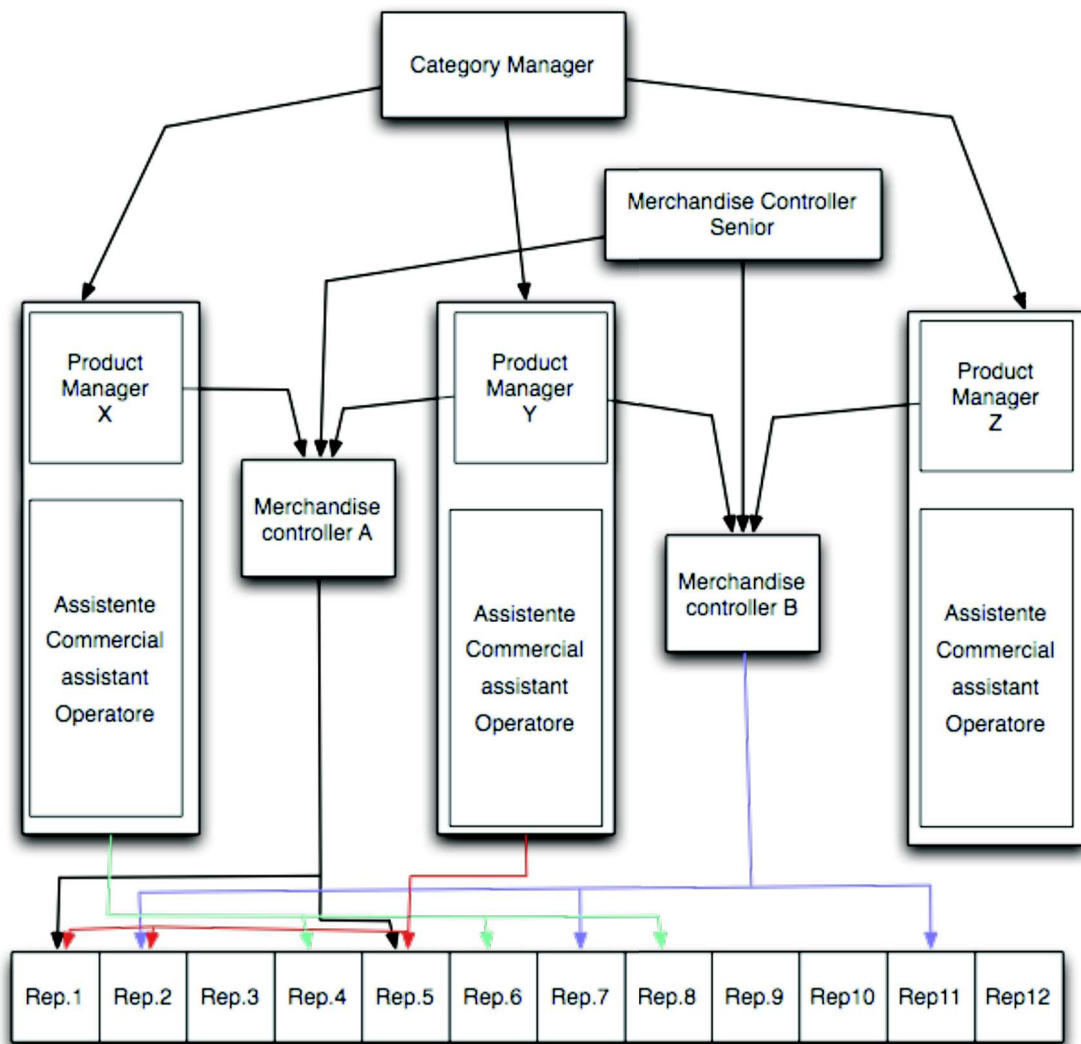 Category Manager
Merchandise Controller
Senior
Product
Manager
X
Product
Manager
Y
Product
Manager
Z
Merchandise
controller A
Merchandise
controller B
Assistente
Commercial
assistant
Operatore
Assistente
Commercial
assistant
Operatore
Assistente
Commercial
assistant
Operatore
Rep.1 Rep.2 Rep.3 Rep.4 Rep.5 Rep.6 Rep.7 Rep.8 Rep.9 Rep10 Rep11 Rep12